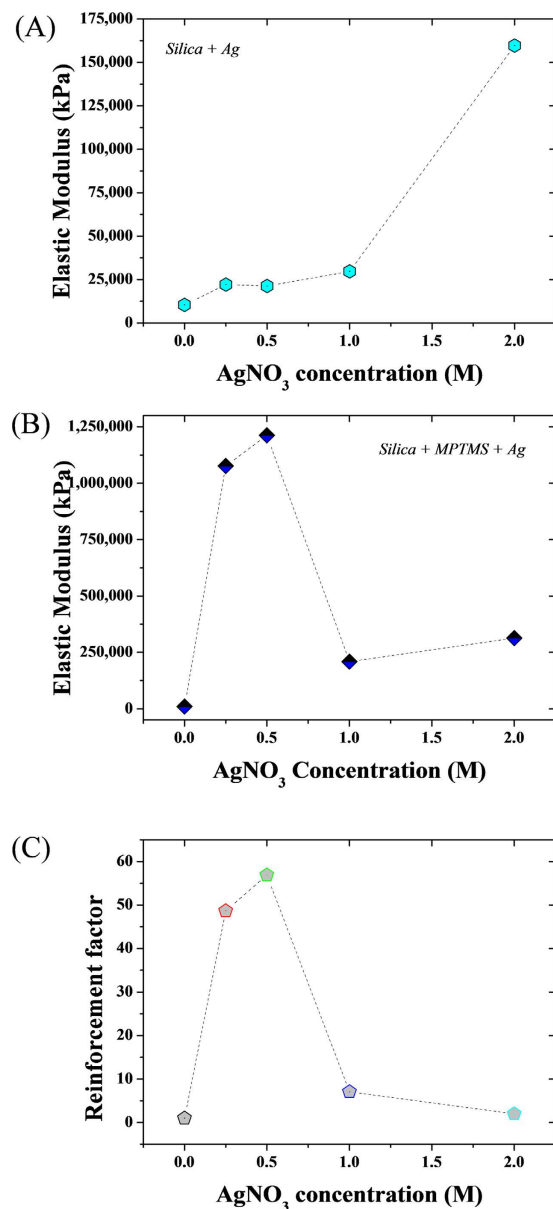 (A)
Silica + Ag
Elastic Modulus (kPa)
175,000
150,000
125,000
100,000
75,000
50,000
25,000
0
0.0 0.5 1.0 1.5 2.0
AgNO₃ concentration (M)
(B)
Silica + MPTMS + Ag
Elastic Modulus (kPa)
1,250,000
1,000,000
750,000
500,000
250,000
0
0.0 0.5 1.0 1.5 2.0
AgNO₃ Concentration (M)
(C)
Reinforcement factor
60
50
40
30
20
10
0
0.0 0.5 1.0 1.5 2.0
AgNO₃ concentration (M)